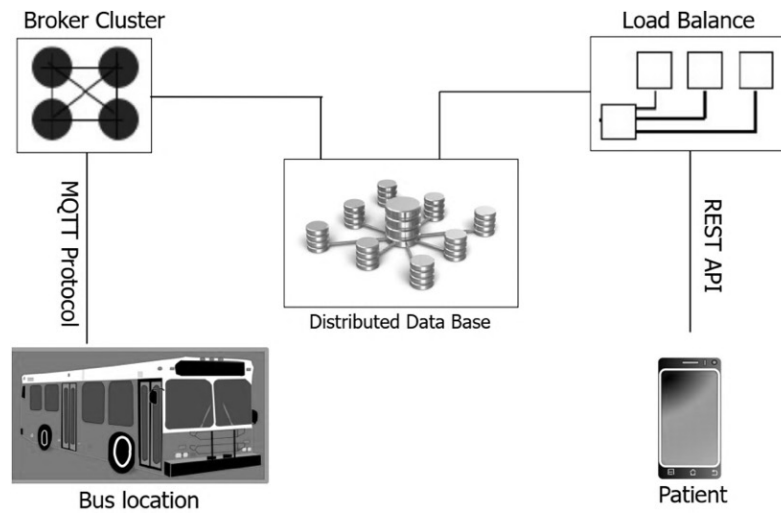 Broker Cluster
Load Balance
MQTT Protocol
REST API
Distributed Data Base
Bus location
Patient